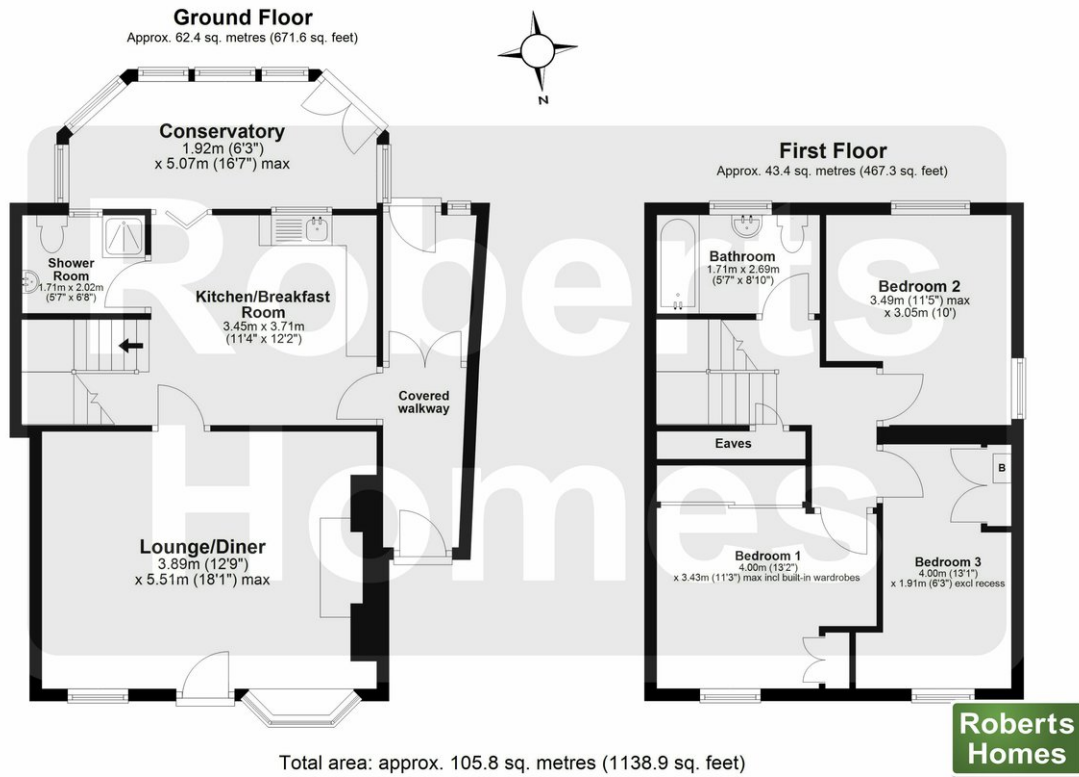 Ground Floor
Approx. 62.4 sq. metres (671.6 sq. feet)
N
Conservatory
1.92m (6'3")
x 5.07m (16'7") max
First Floor
Approx. 43.4 sq. metres (467.3 sq. feet)
Shower
Room
1.71m x 2.02m
(5'7" x 6'8")
Kitchen/Breakfast
Room
3.45m x 3.71m
(11'4" x 12'2")
Covered
walkway
Lounge/Diner
3.89m (12'9")
x 5.51m (18'1") max
Bathroom
1.71m x 2.69m
(5'7" x 8'10")
Bedroom 2
3.49m (11'5") max
x 3.05m (10')
Eaves
B
Bedroom 1
4.00m (13'2")
x 3.43m (11'3") max incl built-in wardrobes
Bedroom 3
4.00m (13'1")
x 1.91m (6'3") excl recess
Roberts
Homes
Total area: approx. 105.8 sq. metres (1138.9 sq. feet)
Roberts
Homes